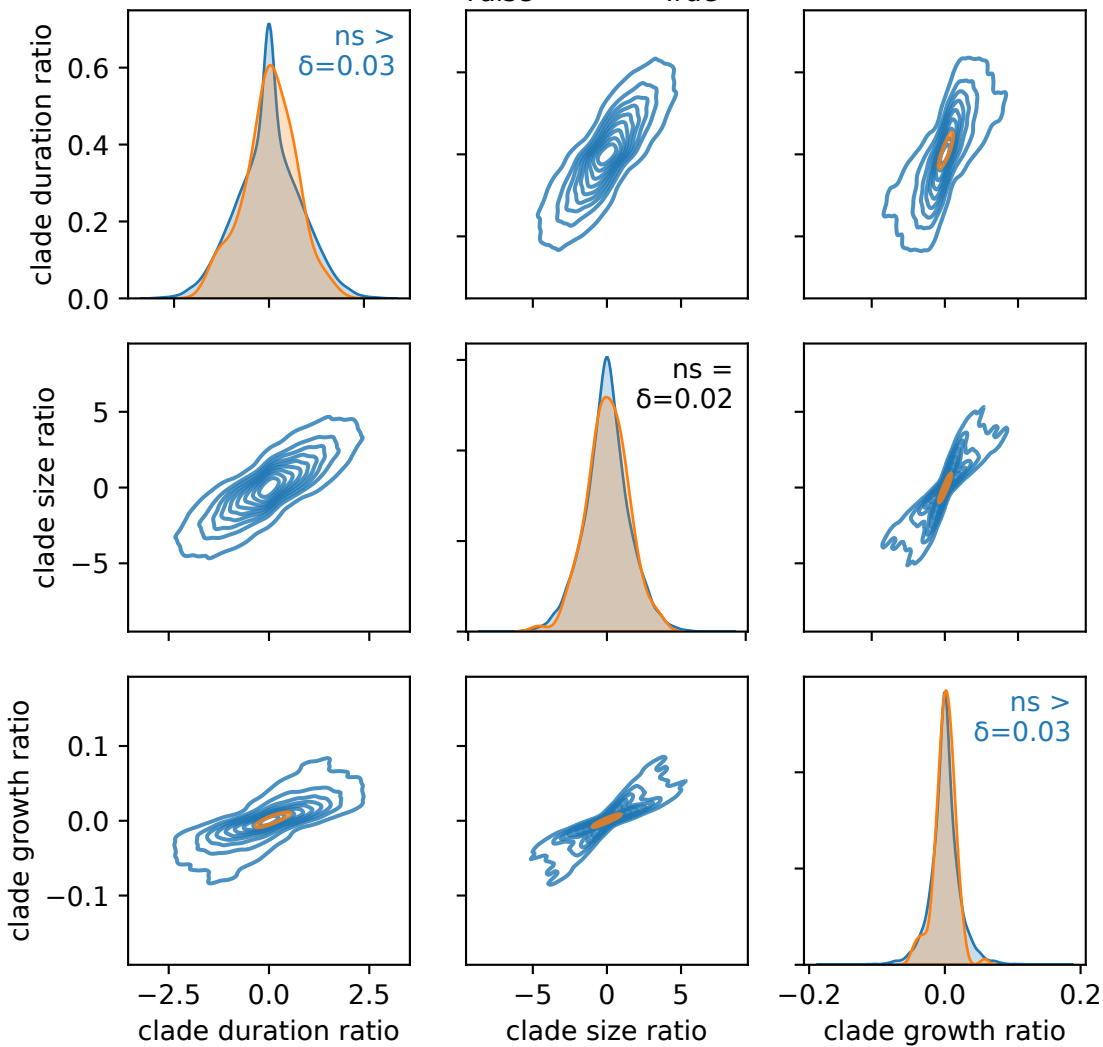 False True
clade duration ratio
0.6
0.4
0.2
0.0
ns >
δ=0.03
clade size ratio
5
0
−5
ns =
δ=0.02
clade growth ratio
0.1
0.0
−0.1
ns >
δ=0.03
−2.5 0.0 2.5
−5 0 5
−0.2 0.0 0.2
clade duration ratio
clade size ratio
clade growth ratio